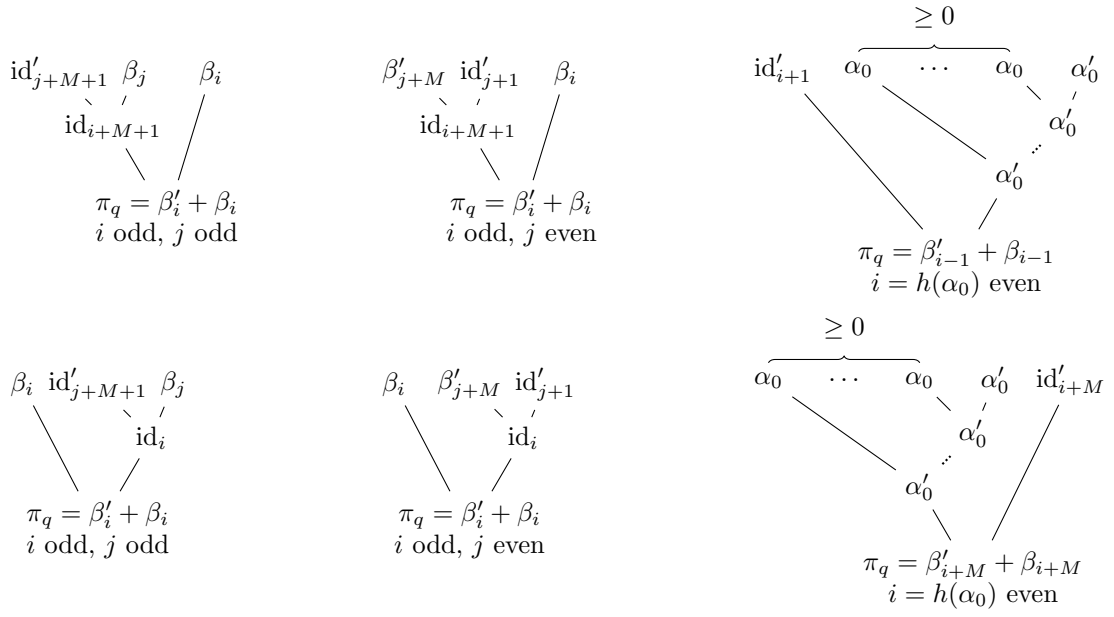 id′_{j+M+1} β_j β_i
id_{i+M+1}
π_q = β′_i + β_i
i odd, j odd
β′_{j+M} id′_{j+1} β_i
id_{i+M+1}
π_q = β′_i + β_i
i odd, j even
≥ 0
id′_{i+1} α_0 ⋯ α_0 α′_0
α′_0
α′_0
π_q = β′_{i−1} + β_{i−1}
i = h(α_0) even
β_i id′_{j+M+1} β_j
id_i
π_q = β′_i + β_i
i odd, j odd
β_i β′_{j+M} id′_{j+1}
id_i
π_q = β′_i + β_i
i odd, j even
≥ 0
α_0 ⋯ α_0 α′_0 id′_{i+M}
α′_0
α′_0
π_q = β′_{i+M} + β_{i+M}
i = h(α_0) even